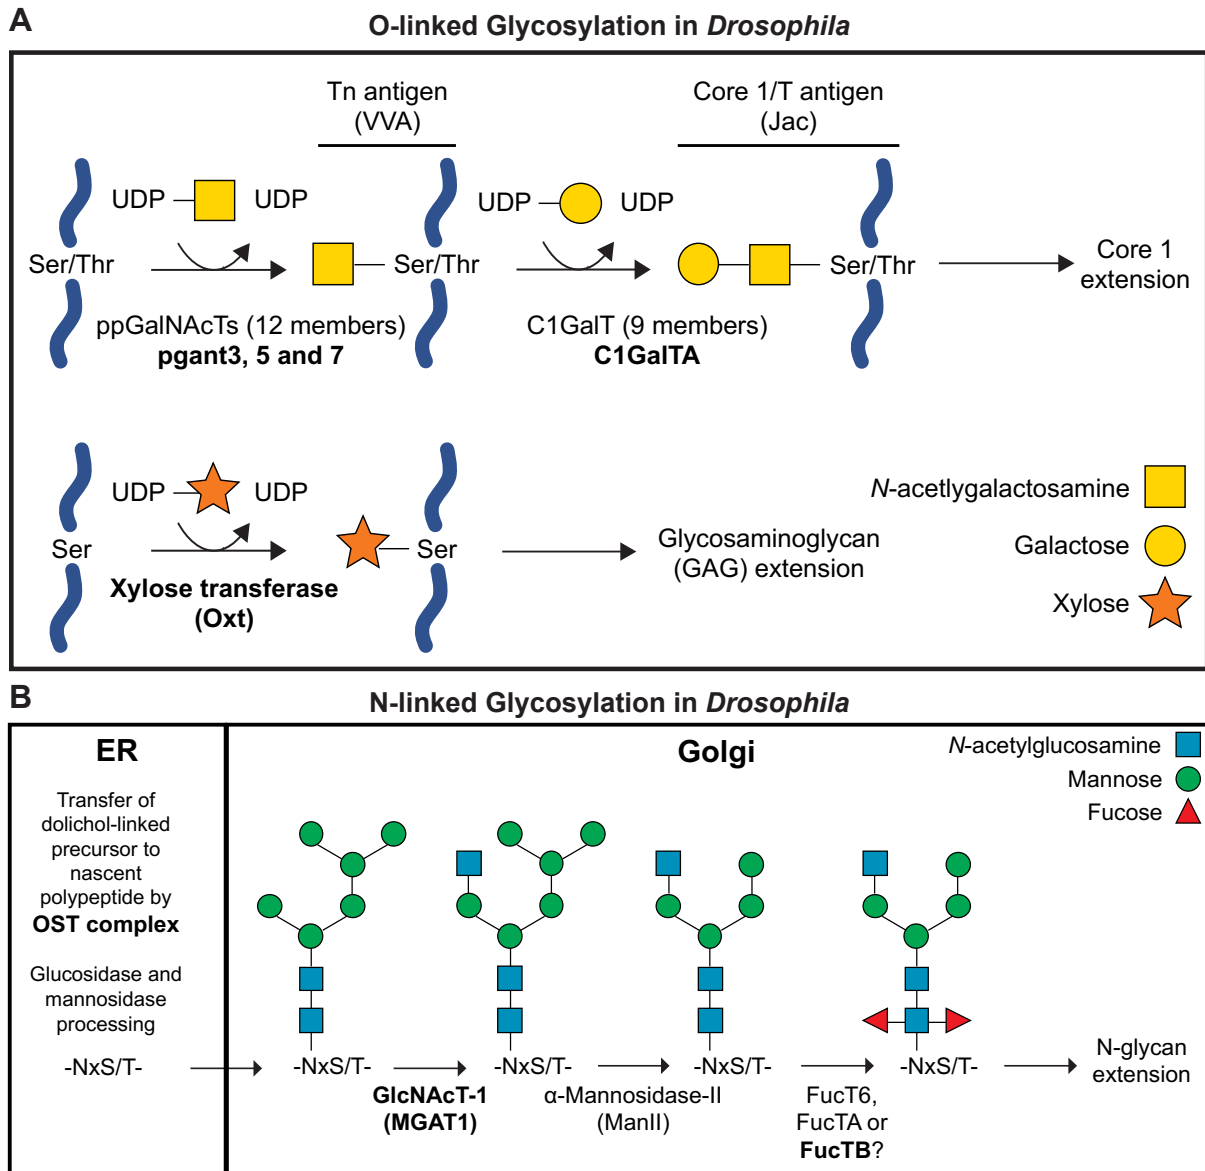 A
O-linked Glycosylation in Drosophila
Tn antigen
(VVA)
Core 1/T antigen
(Jac)
UDP
UDP
UDP
UDP
Ser/Thr
Ser/Thr
Ser/Thr
Core 1
extension
ppGalNAcTs (12 members)
pgant3, 5 and 7
C1GalT (9 members)
C1GalTA
UDP
UDP
Ser
Ser
Xylose transferase
(Oxt)
Glycosaminoglycan
(GAG) extension
N-acetlygalactosamine
Galactose
Xylose
B
N-linked Glycosylation in Drosophila
ER
Transfer of
dolichol-linked
precursor to
nascent
polypeptide by
OST complex
Glucosidase and
mannosidase
processing
-NxS/T-
Golgi
N-acetylglucosamine
Mannose
Fucose
-NxS/T-
-NxS/T-
-NxS/T-
-NxS/T-
N-glycan
extension
GlcNAcT-1
(MGAT1)
α-Mannosidase-II
(ManII)
FucT6,
FucTA or
FucTB?